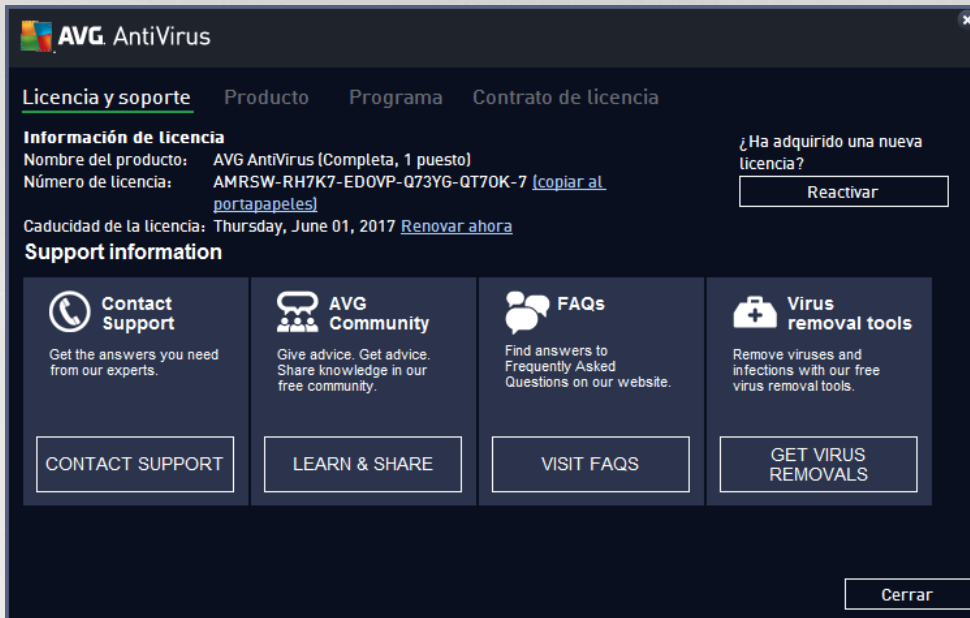 AVG AntiVirus
Licencia y soporte Producto Programa Contrato de licencia
Información de licencia
Nombre del producto: AVG AntiVirus (Completa, 1 puesto)
Número de licencia: AMRSW-RH7K7-EDOVP-Q73YG-QT7OK-7 (copiar al
portapapeles)
Caducidad de la licencia: Thursday, June 01, 2017 Renovar ahora
¿Ha adquirido una nueva
licencia?
Reactivar
Support information
Contact
Support
Get the answers you need
from our experts.
CONTACT SUPPORT
AVG
Community
Give advice. Get advice.
Share knowledge in our
free community.
LEARN & SHARE
FAQs
Find answers to
Frequently Asked
Questions on our website.
VISIT FAQS
Virus
removal tools
Remove viruses and
infections with our free
virus removal tools.
GET VIRUS
REMOVALS
Cerrar